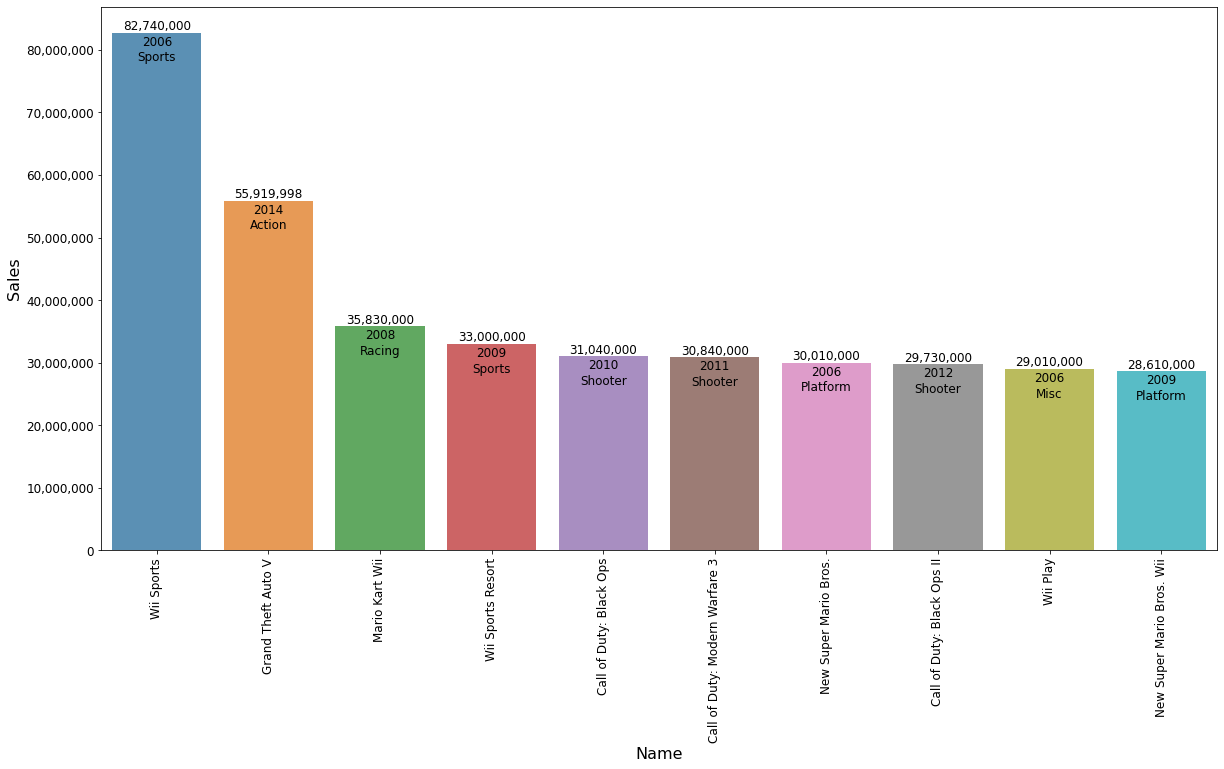 82,740,000
2006
Sports
55,919,998
2014
Action
35,830,000
2008
Racing
33,000,000
2009
Sports
31,040,000
2010
Shooter
30,840,000
2011
Shooter
30,010,000
2006
Platform
29,730,000
2012
Shooter
29,010,000
2006
Misc
28,610,000
2009
Platform
80,000,000
70,000,000
60,000,000
50,000,000
40,000,000
30,000,000
20,000,000
10,000,000
0
Sales
Wii Sports
Grand Theft Auto V
Mario Kart Wii
Wii Sports Resort
Call of Duty: Black Ops
Call of Duty: Modern Warfare 3
New Super Mario Bros.
Call of Duty: Black Ops II
Wii Play
New Super Mario Bros. Wii
Name